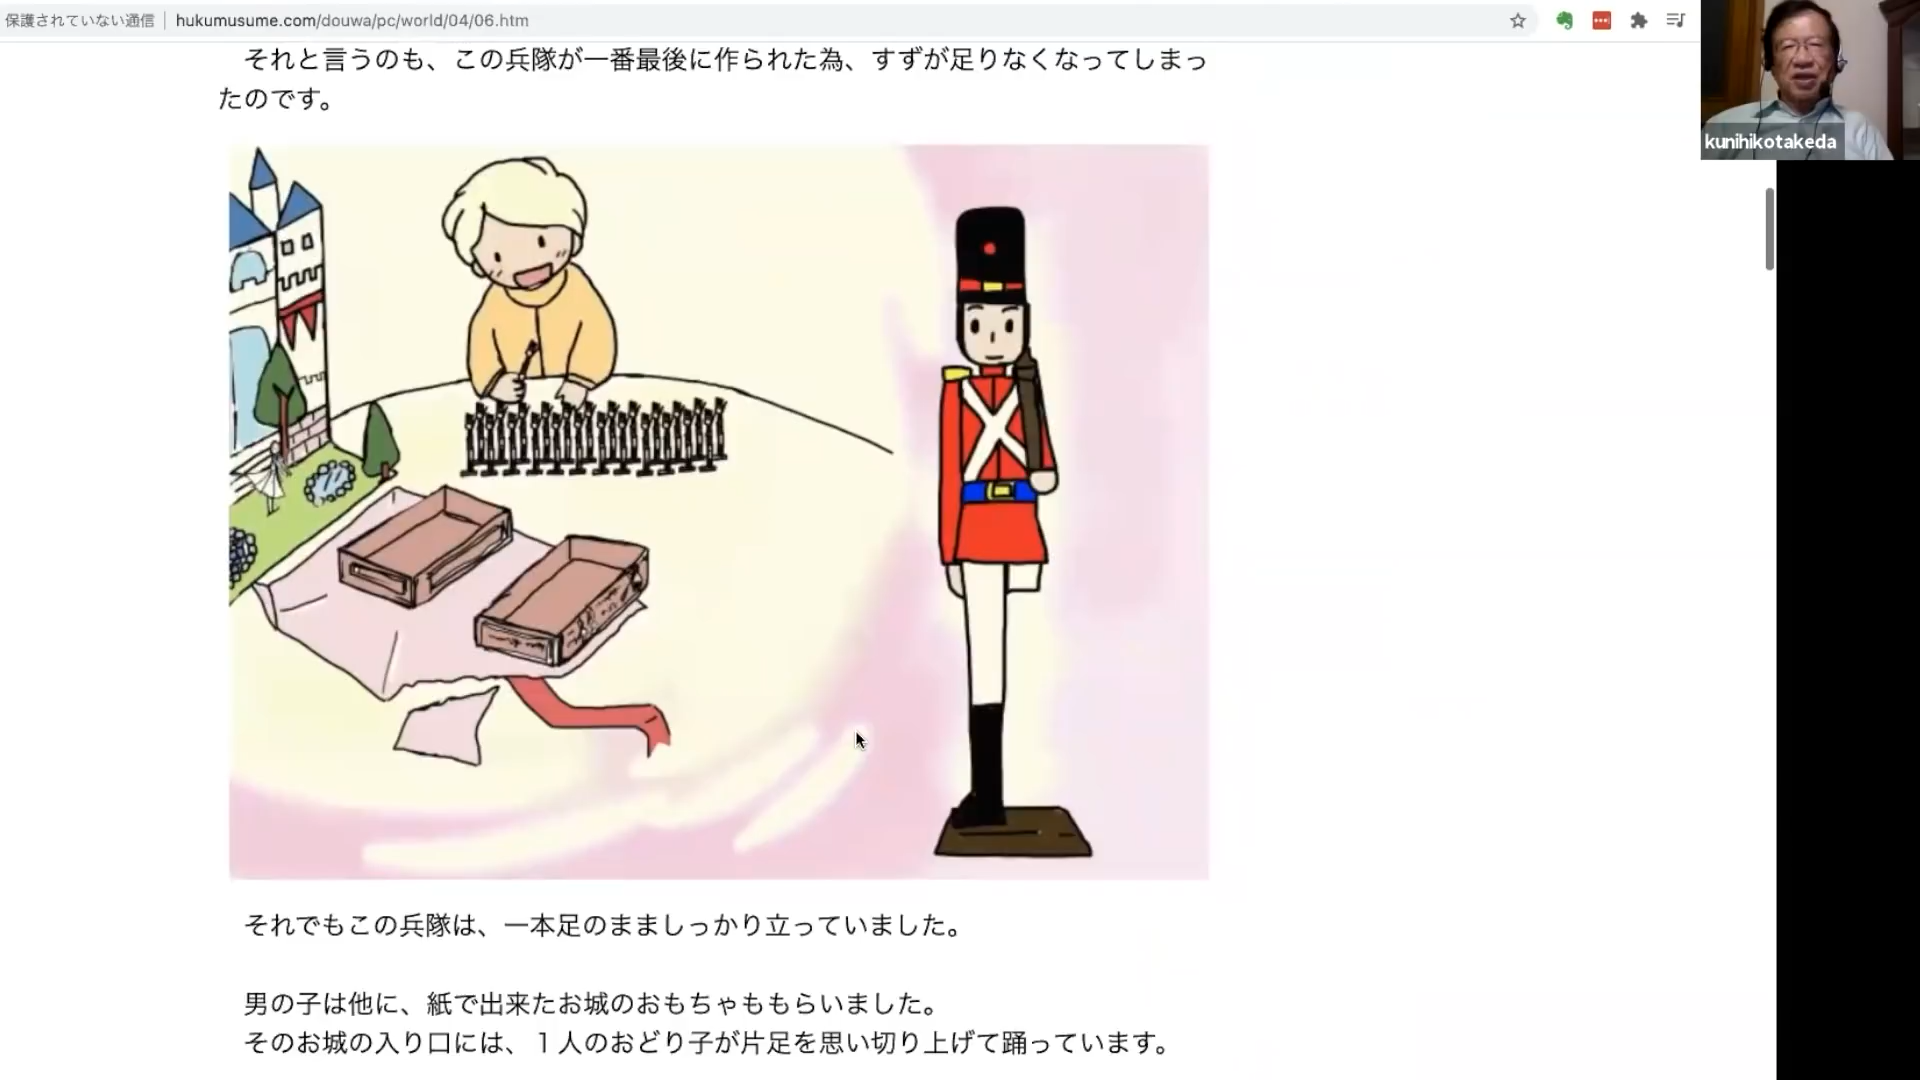 保護されていない通信 | hukumusume.com/douwa/pc/world/04/06.htm
kunihikotakeda
それと言うのも、この兵隊が一番最後に作られた為、すずが足りなくなってしまっ
たのです。
それでもこの兵隊は、一本足のまましっかり立っていました。
男の子は他に、紙で出来たお城のおもちゃももらいました。
そのお城の入り口には、１人のおどり子が片足を思い切り上げて踊っています。